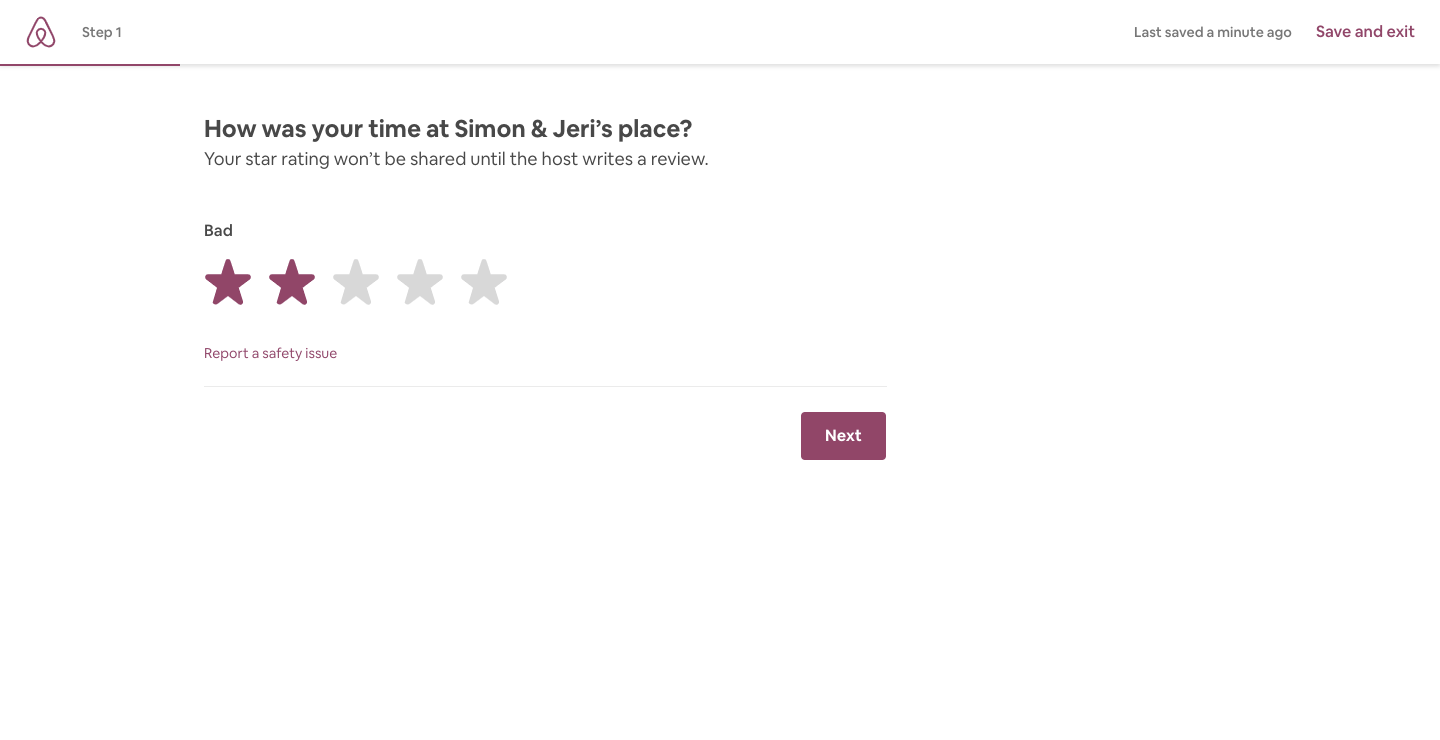 Step 1
Last saved a minute ago
Save and exit
How was your time at Simon & Jeri’s place?
Your star rating won’t be shared until the host writes a review.
Bad
Report a safety issue
Next